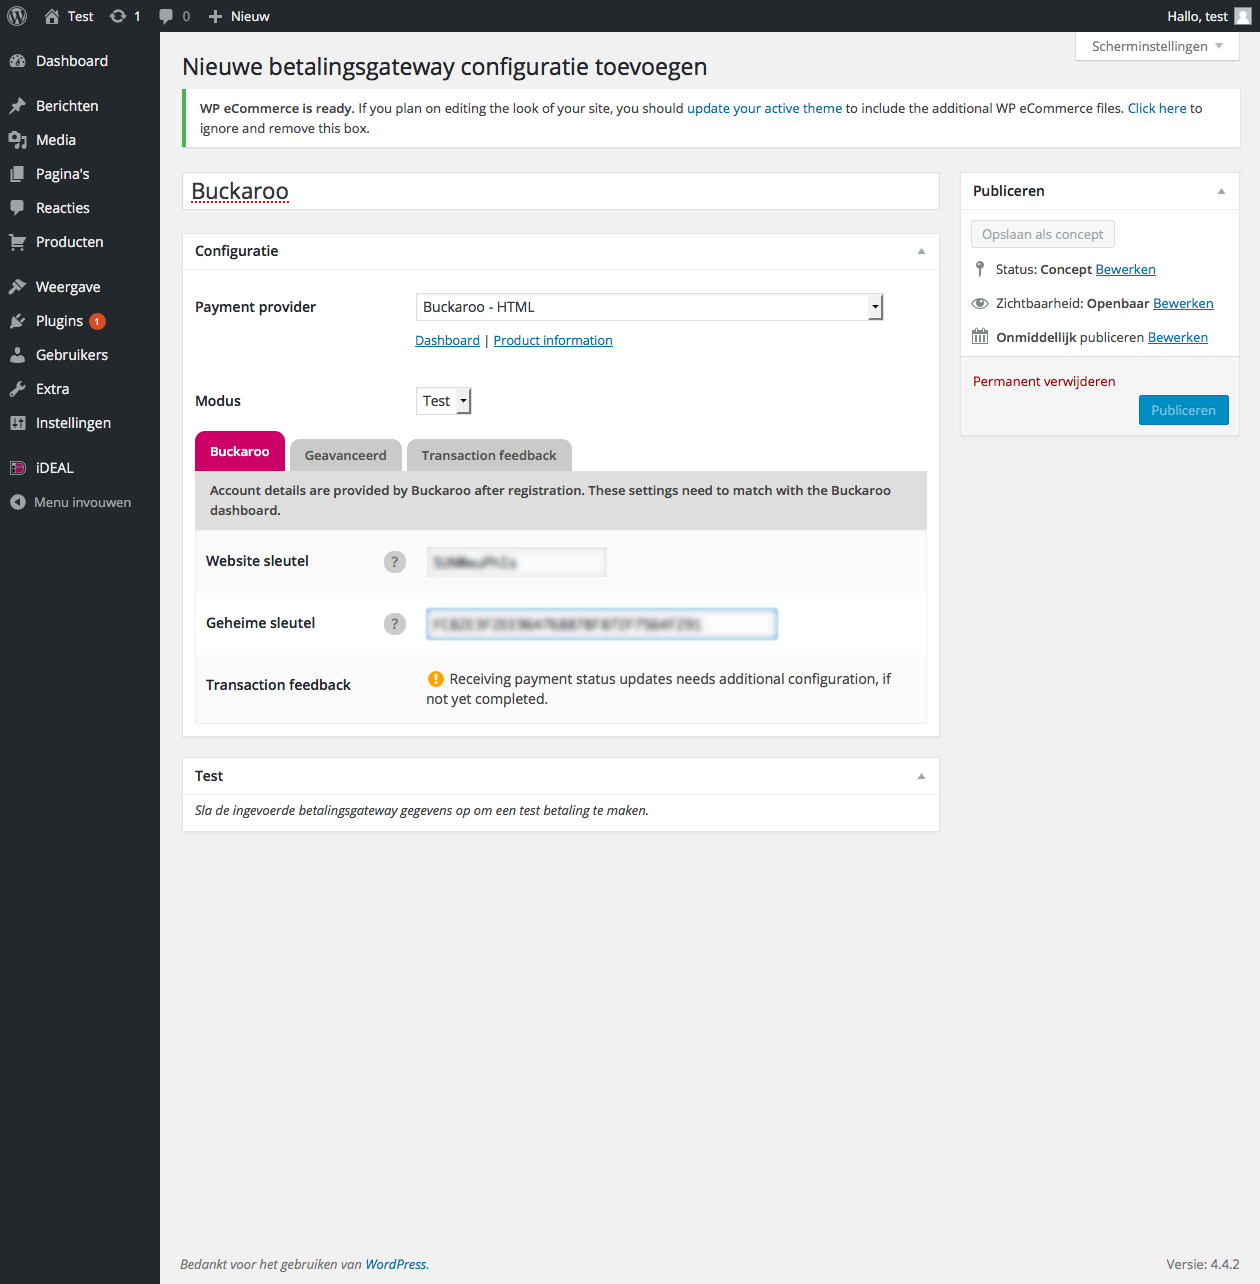 Test
1
0
Nieuw
Hallo, test
Scherminstellingen
Dashboard
Berichten
Media
Pagina's
Reacties
Producten
Weergave
Plugins 1
Gebruikers
Extra
Instellingen
iDEAL
Menu invouwen
Nieuwe betalingsgateway configuratie toevoegen
WP eCommerce is ready. If you plan on editing the look of your site, you should update your active theme to include the additional WP eCommerce files. Click here to
ignore and remove this box.
Buckaroo
Configuratie
Payment provider
Buckaroo - HTML
Dashboard | Product information
Modus
Test
Buckaroo
Geavanceerd
Transaction feedback
Account details are provided by Buckaroo after registration. These settings need to match with the Buckaroo
dashboard.
Website sleutel
?
Geheime sleutel
?
Transaction feedback
Receiving payment status updates needs additional configuration, if
not yet completed.
Test
Sla de ingevoerde betalingsgateway gegevens op om een test betaling te maken.
Publiceren
Opslaan als concept
Status: Concept Bewerken
Zichtbaarheid: Openbaar Bewerken
Onmiddellijk publiceren Bewerken
Permanent verwijderen
Publiceren
Bedankt voor het gebruiken van WordPress.
Versie: 4.4.2